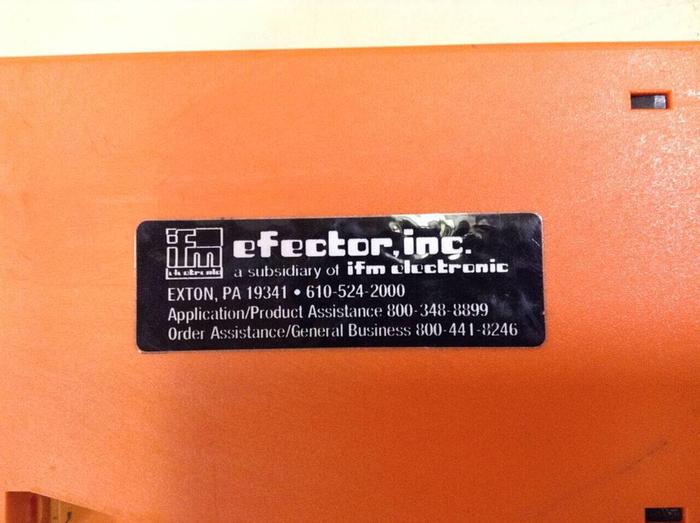 ifm
electronic
efector, inc.
a subsidiary of ifm electronic
EXTON, PA 19341 • 610-524-2000
Application/Product Assistance 800-348-8899
Order Assistance/General Business 800-441-8246